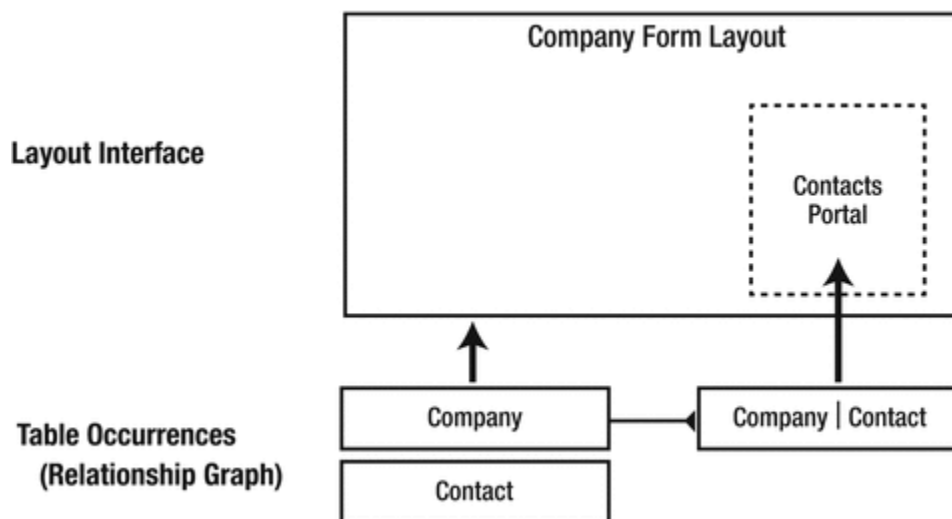 Company Form Layout
Layout Interface
Contacts
Portal
Table Occurrences
(Relationship Graph)
Company
Company | Contact
Contact